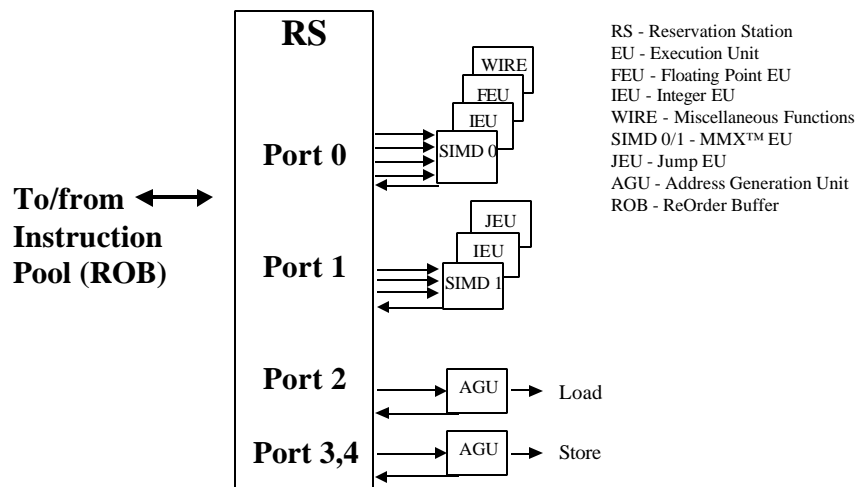 RS
Port 0
Port 1
Port 2
Port 3,4
To/from
Instruction
Pool (ROB)
WIRE
FEU
IEU
SIMD 0
JEU
IEU
SIMD 1
AGU
Load
AGU
Store
RS - Reservation Station
EU - Execution Unit
FEU - Floating Point EU
IEU - Integer EU
WIRE - Miscellaneous Functions
SIMD 0/1 - MMX™ EU
JEU - Jump EU
AGU - Address Generation Unit
ROB - ReOrder Buffer